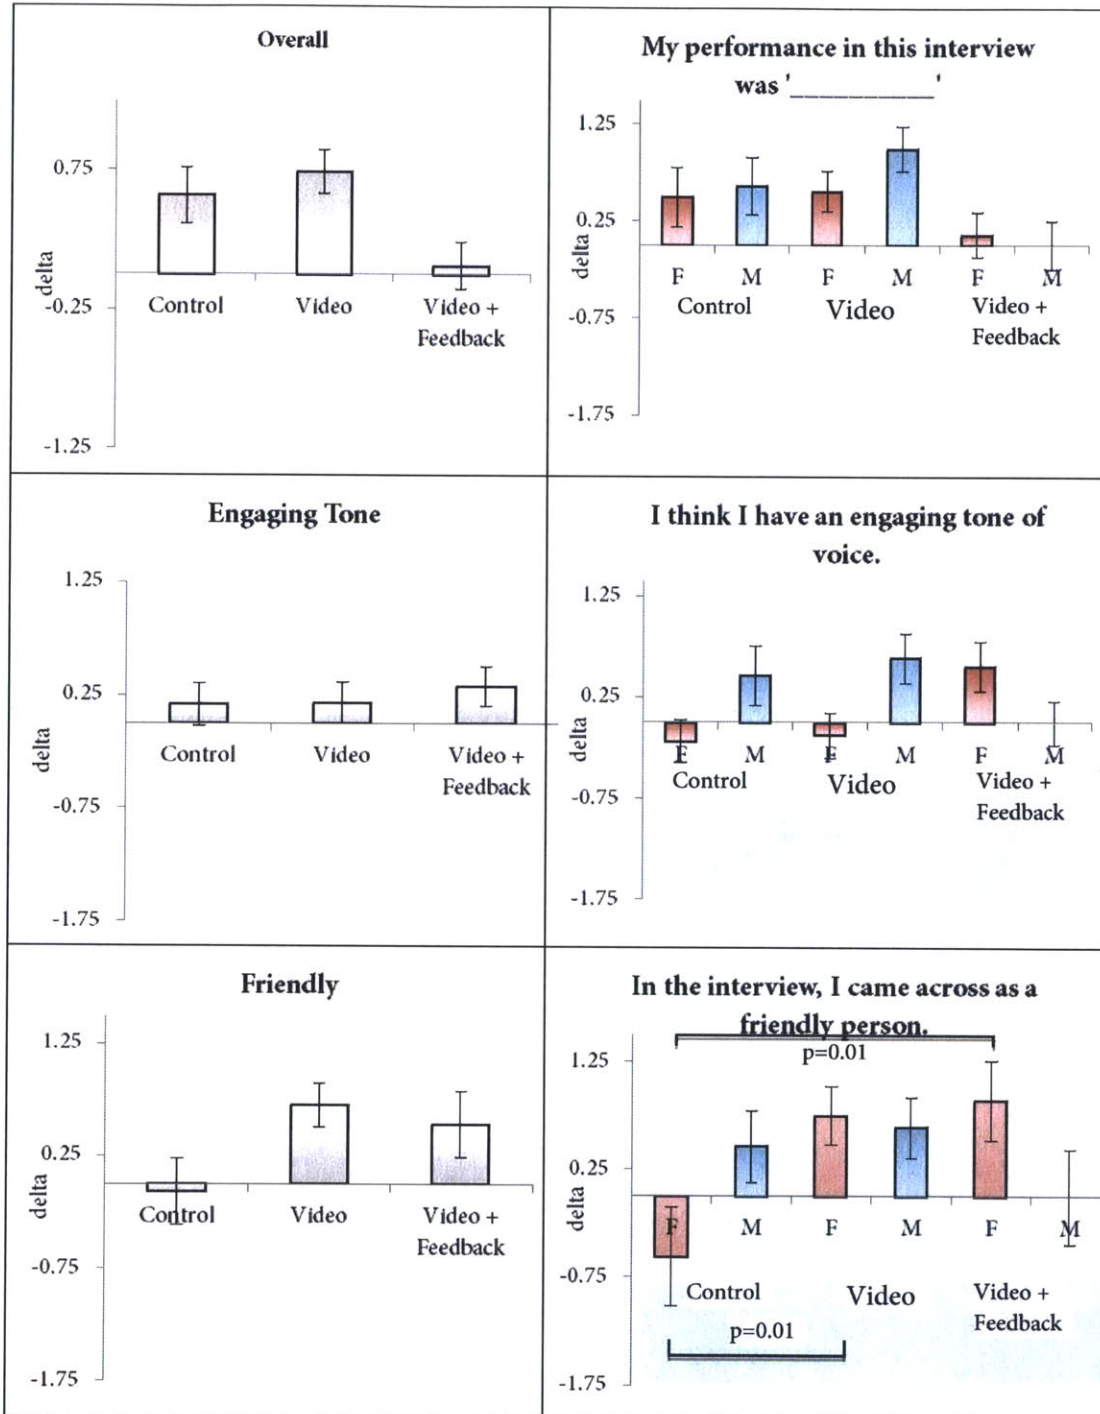 Overall
0.75
-0.25
-1.25
delta
Control
Video
Video +
Feedback
My performance in this interview
was '____________'
1.25
0.25
-0.75
-1.75
delta
F
M
F
M
F
M
Control
Video
Video +
Feedback
Engaging Tone
1.25
0.25
-0.75
-1.75
delta
Control
Video
Video +
Feedback
I think I have an engaging tone of
voice.
1.25
0.25
-0.75
-1.75
delta
F
M
F
M
F
M
Control
Video
Video +
Feedback
Friendly
1.25
0.25
-0.75
-1.75
delta
Control
Video
Video +
Feedback
In the interview, I came across as a
friendly person.
p=0.01
1.25
0.25
-0.75
-1.75
delta
F
M
F
M
F
M
Control
Video
Video +
Feedback
p=0.01